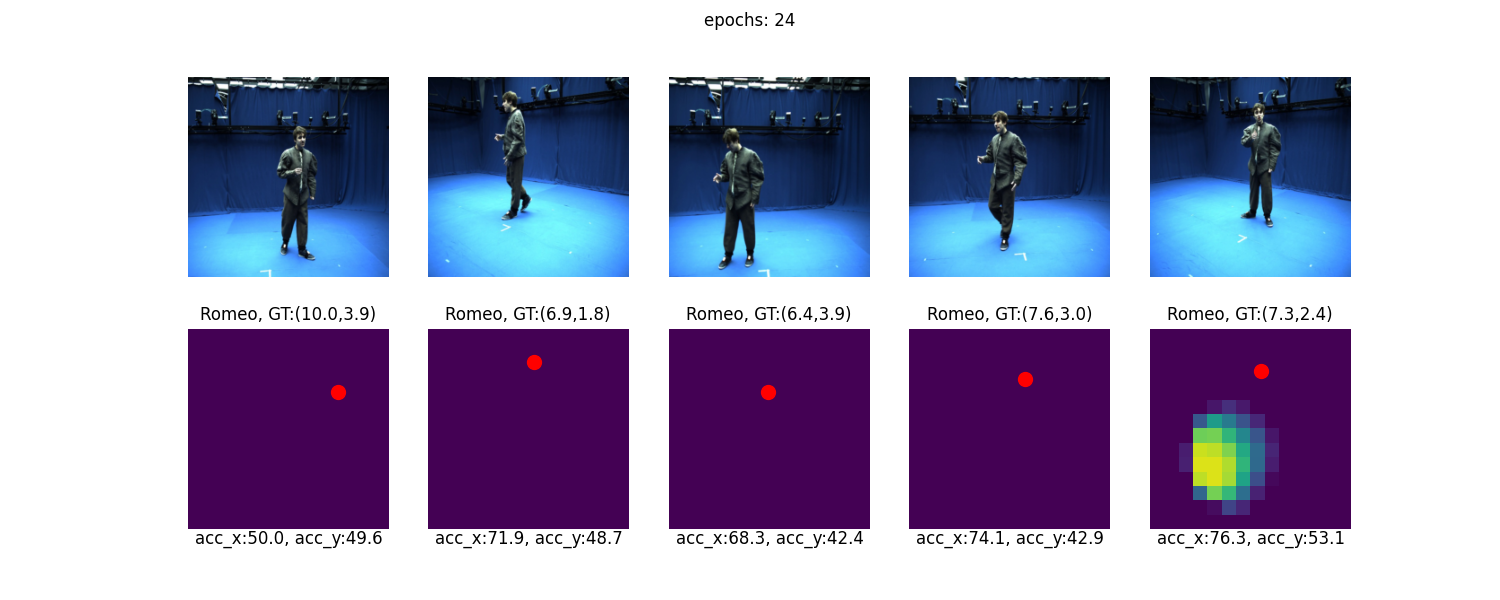 epochs: 24
Romeo, GT:(10.0,3.9)
Romeo, GT:(6.9,1.8)
Romeo, GT:(6.4,3.9)
Romeo, GT:(7.6,3.0)
Romeo, GT:(7.3,2.4)
acc_x:50.0, acc_y:49.6
acc_x:71.9, acc_y:48.7
acc_x:68.3, acc_y:42.4
acc_x:74.1, acc_y:42.9
acc_x:76.3, acc_y:53.1